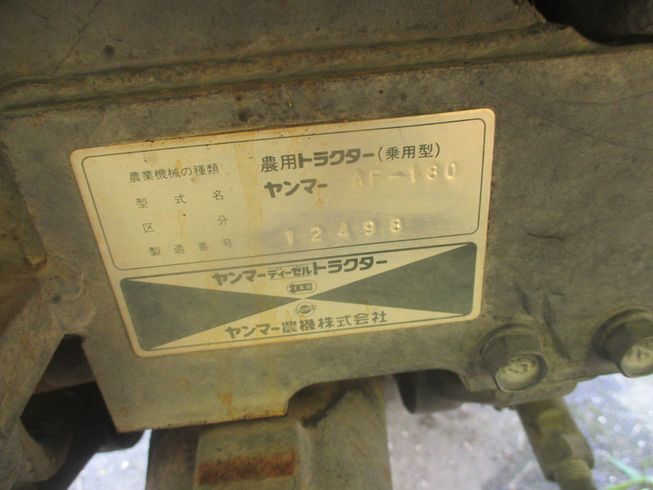 農業機械の種類 農用トラクター(乗用型)
型式名 ヤンマー AF-180
区分
製造番号 12498
ヤンマーディーゼルトラクター
ヤンマー農機株式会社